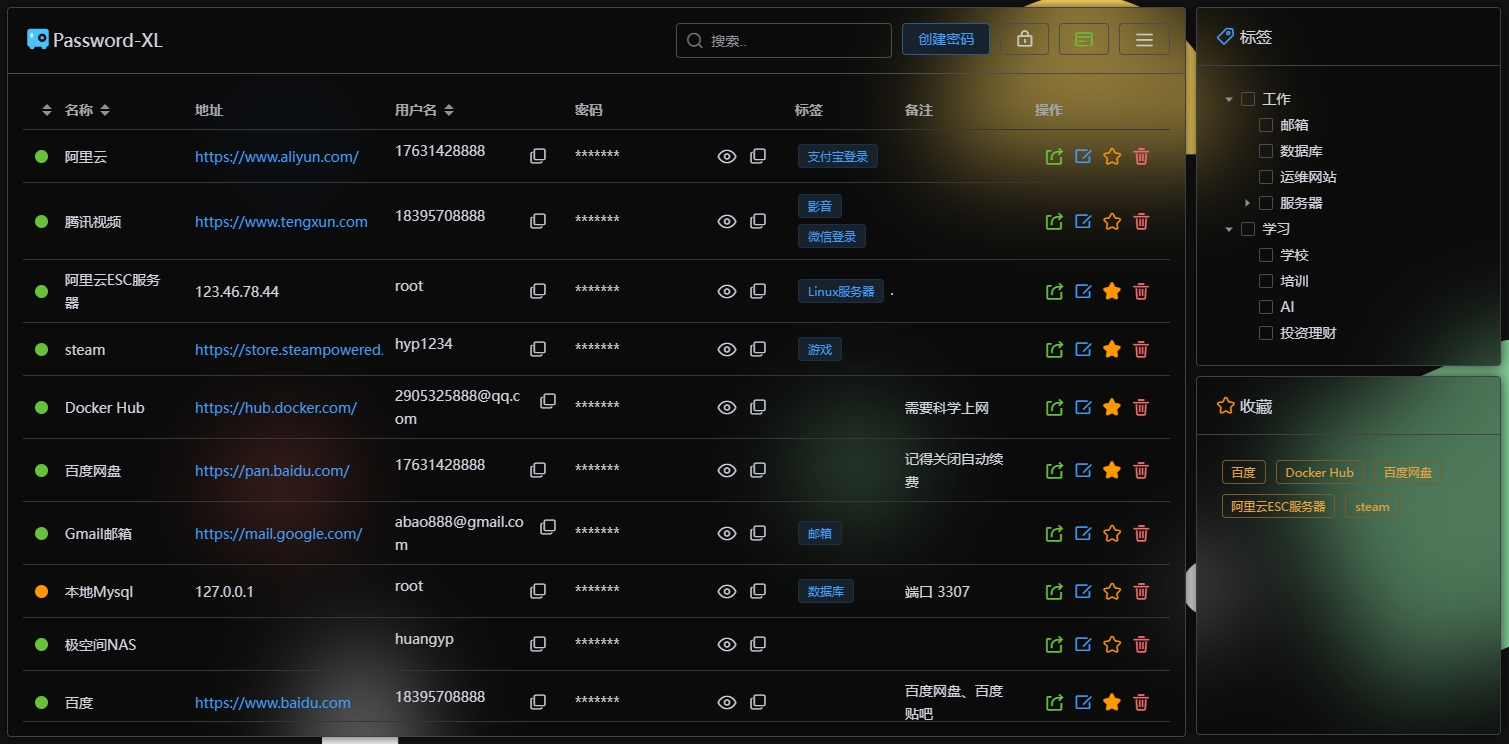 Password-XL
搜索..
创建密码
名称 地址 用户名 密码 标签 备注 操作
阿里云 https://www.aliyun.com/ 17631428888 ******* 支付宝登录
腾讯视频 https://www.tengxun.com 18395708888 ******* 影音
微信登录
阿里云ESC服务
器
123.46.78.44 root ******* Linux服务器 .
steam https://store.steampowered. hyp1234 ******* 游戏
Docker Hub https://hub.docker.com/ 2905325888@qq.c
om
******* 需要科学上网
百度网盘 https://pan.baidu.com/ 17631428888 ******* 记得关闭自动续
费
Gmail邮箱 https://mail.google.com/ abao888@gmail.co
m
******* 邮箱
本地Mysql 127.0.0.1 root ******* 数据库 端口 3307
极空间NAS huangyp *******
百度 https://www.baidu.com 18395708888 ******* 百度网盘、百度
贴吧
标签
工作
邮箱
数据库
运维网站
服务器
学习
学校
培训
AI
投资理财
收藏
百度 Docker Hub 百度网盘
阿里云ESC服务器 steam